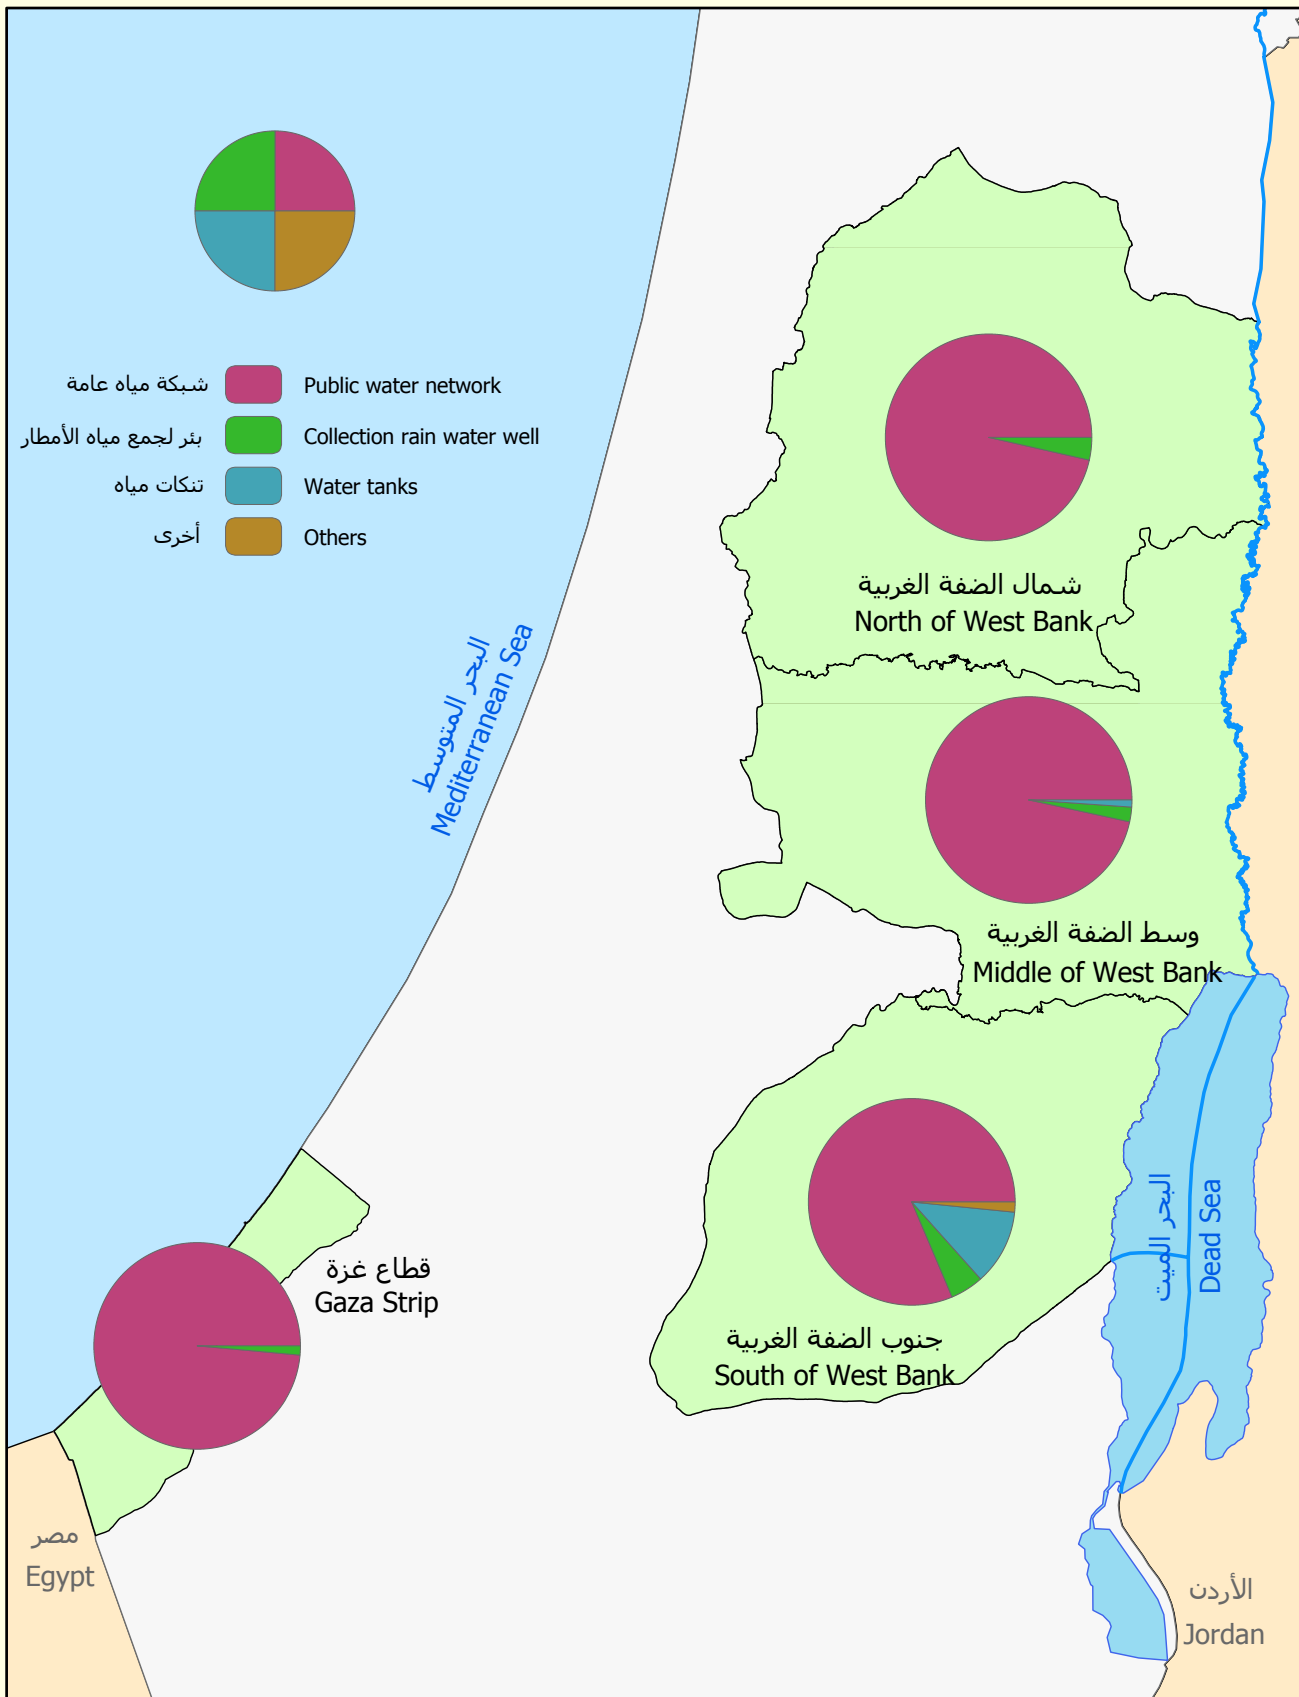 شبكة مياه عامة Public water network
بئر لجمع مياه الأمطار Collection rain water well
تنكات مياه Water tanks
أخرى Others
البحر المتوسط
Mediterranean Sea
شمال الضفة الغربية
North of West Bank
وسط الضفة الغربية
Middle of West Bank
البحر الميت
Dead Sea
قطاع غزة
Gaza Strip
جنوب الضفة الغربية
South of West Bank
مصر
Egypt
الأردن
Jordan